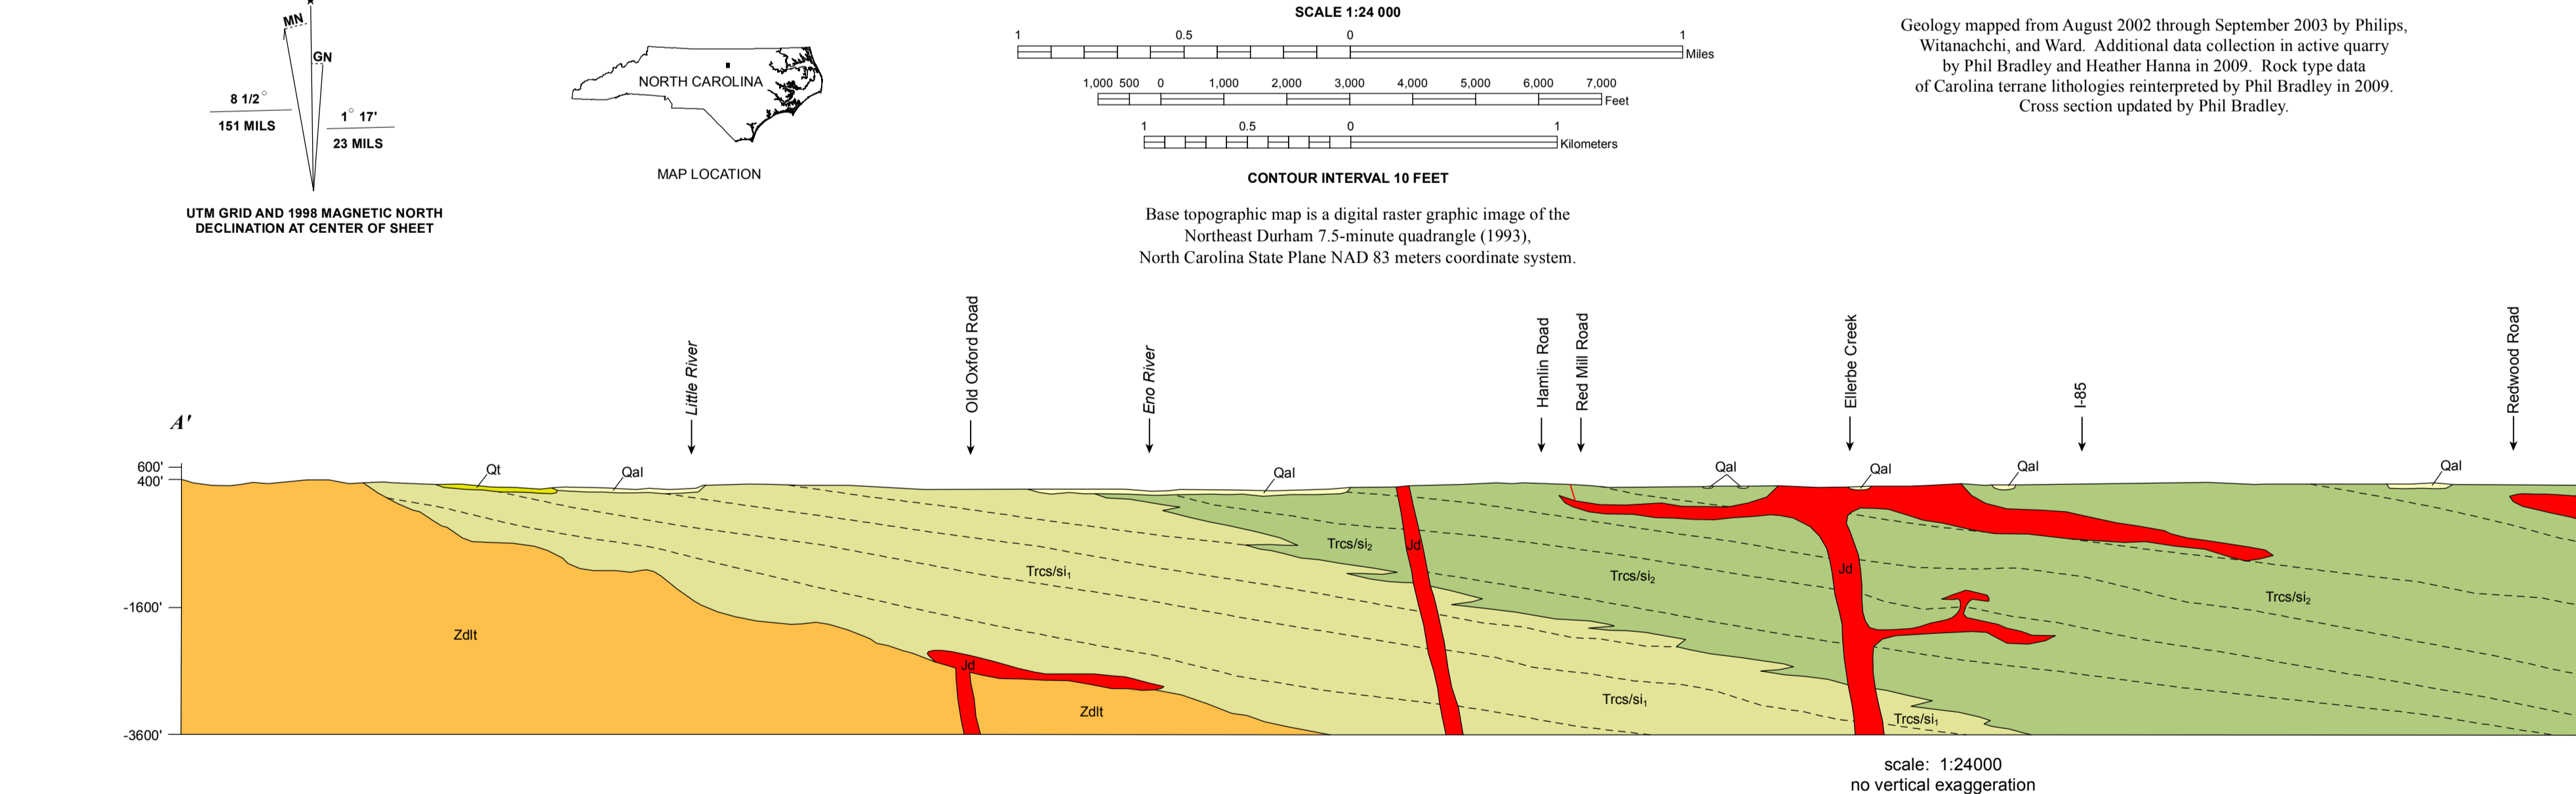 MN
GN
8 1/2°
151 MILS
1° 17'
23 MILS
UTM GRID AND 1998 MAGNETIC NORTH
DECLINATION AT CENTER OF SHEET
NORTH CAROLINA
MAP LOCATION
SCALE 1:24 000
1 0.5 0 1
Miles
1,000 500 0 1,000 2,000 3,000 4,000 5,000 6,000 7,000
Feet
1 0.5 0 1
Kilometers
CONTOUR INTERVAL 10 FEET
Base topographic map is a digital raster graphic image of the
Northeast Durham 7.5-minute quadrangle (1993),
North Carolina State Plane NAD 83 meters coordinate system.
Geology mapped from August 2002 through September 2003 by Philips,
Witanachchi, and Ward. Additional data collection in active quarry
by Phil Bradley and Heather Hanna in 2009. Rock type data
of Carolina terrane lithologies reinterpreted by Phil Bradley in 2009.
Cross section updated by Phil Bradley.
A'
Little River
Old Oxford Road
Eno River
Hamlin Road
Red Mill Road
Ellerbe Creek
I-85
Redwood Road
600'
400'
-1600'
-3600'
Qt
Qal
Qal
Qal
Qal
Qal
Qal
Zdlt
Trcs/si₁
Jd
Zdlt
Trcs/si₂
Jd
Trcs/si₂
Trcs/si₁
Jd
Trcs/si₁
Trcs/si₂
scale: 1:24000
no vertical exaggeration